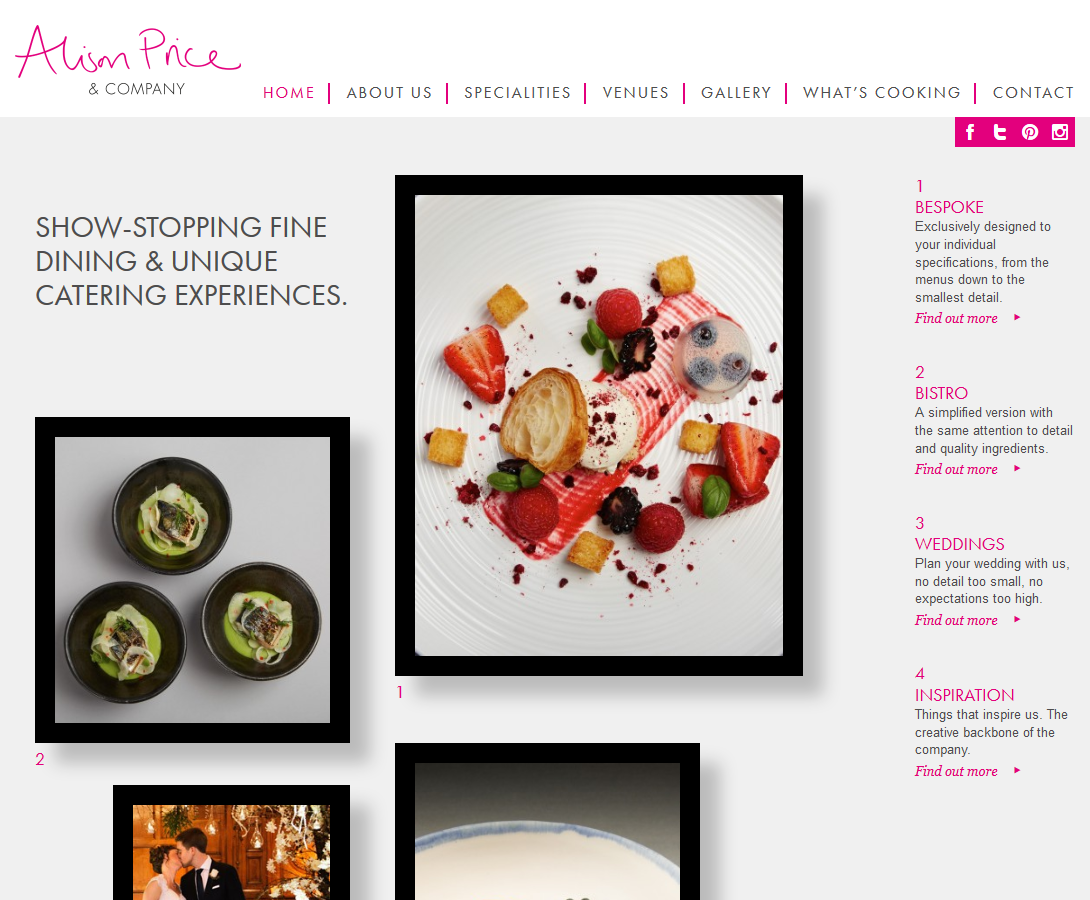 Alison Price
& COMPANY
HOME
ABOUT US
SPECIALITIES
VENUES
GALLERY
WHAT'S COOKING
CONTACT
SHOW-STOPPING FINE
DINING & UNIQUE
CATERING EXPERIENCES.
1
2
1
BESPOKE
Exclusively designed to
your individual
specifications, from the
menus down to the
smallest detail.
Find out more
2
BISTRO
A simplified version with
the same attention to detail
and quality ingredients.
Find out more
3
WEDDINGS
Plan your wedding with us,
no detail too small, no
expectations too high.
Find out more
4
INSPIRATION
Things that inspire us. The
creative backbone of the
company.
Find out more